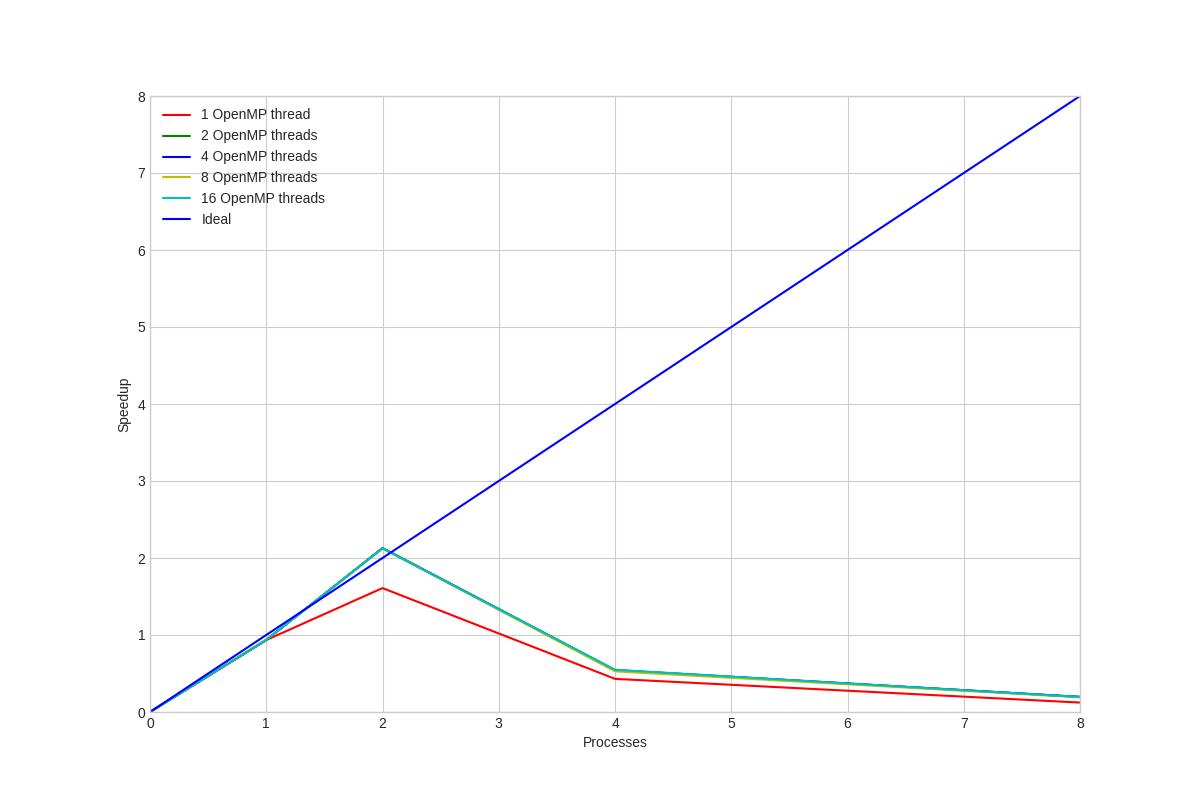 8
7
6
5
4
3
2
1
0
Speedup
1 OpenMP thread
2 OpenMP threads
4 OpenMP threads
8 OpenMP threads
16 OpenMP threads
Ideal
0 1 2 3 4 5 6 7 8
Processes